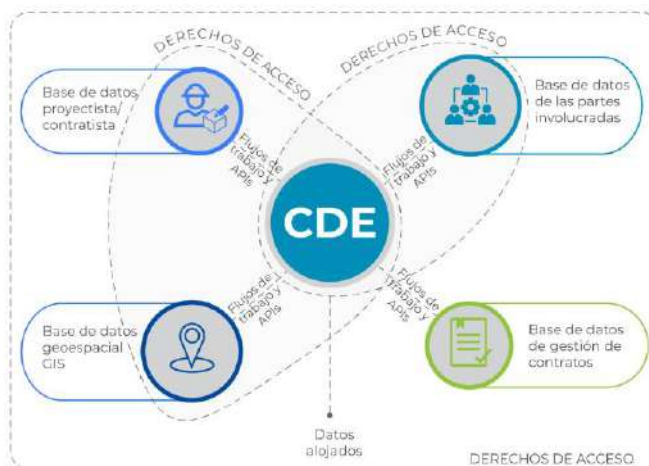 DERECHOS DE ACCESO
DERECHOS DE ACCESO
Base de datos
proyectista/
contratista
Base de datos
de las partes
involucradas
Flujos de
trabajo y
APIs
Flujos de
trabajo y
APIs
CDE
Flujos de
trabajo y
APIs
Flujos de
trabajo y
APIs
Base de datos
geoespacial
GIS
Base de datos
de gestión de
contratos
Datos
alojados
DERECHOS DE ACCESO